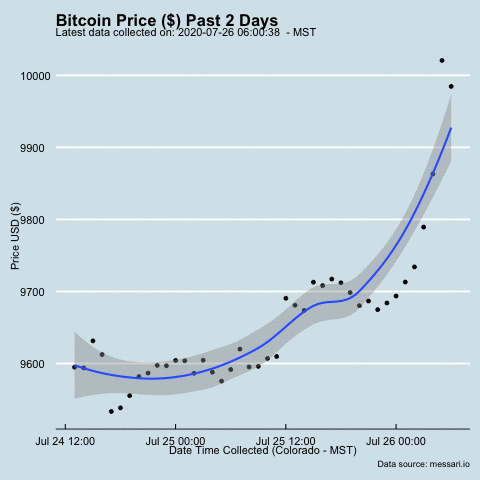 Bitcoin Price ($) Past 2 Days
Latest data collected on: 2020-07-26 06:00:38 - MST
10000
9900
9800
9700
9600
Price USD ($)
Jul 24 12:00 Jul 25 00:00 Jul 25 12:00 Jul 26 00:00
Date Time Collected (Colorado - MST)
Data source: messari.io